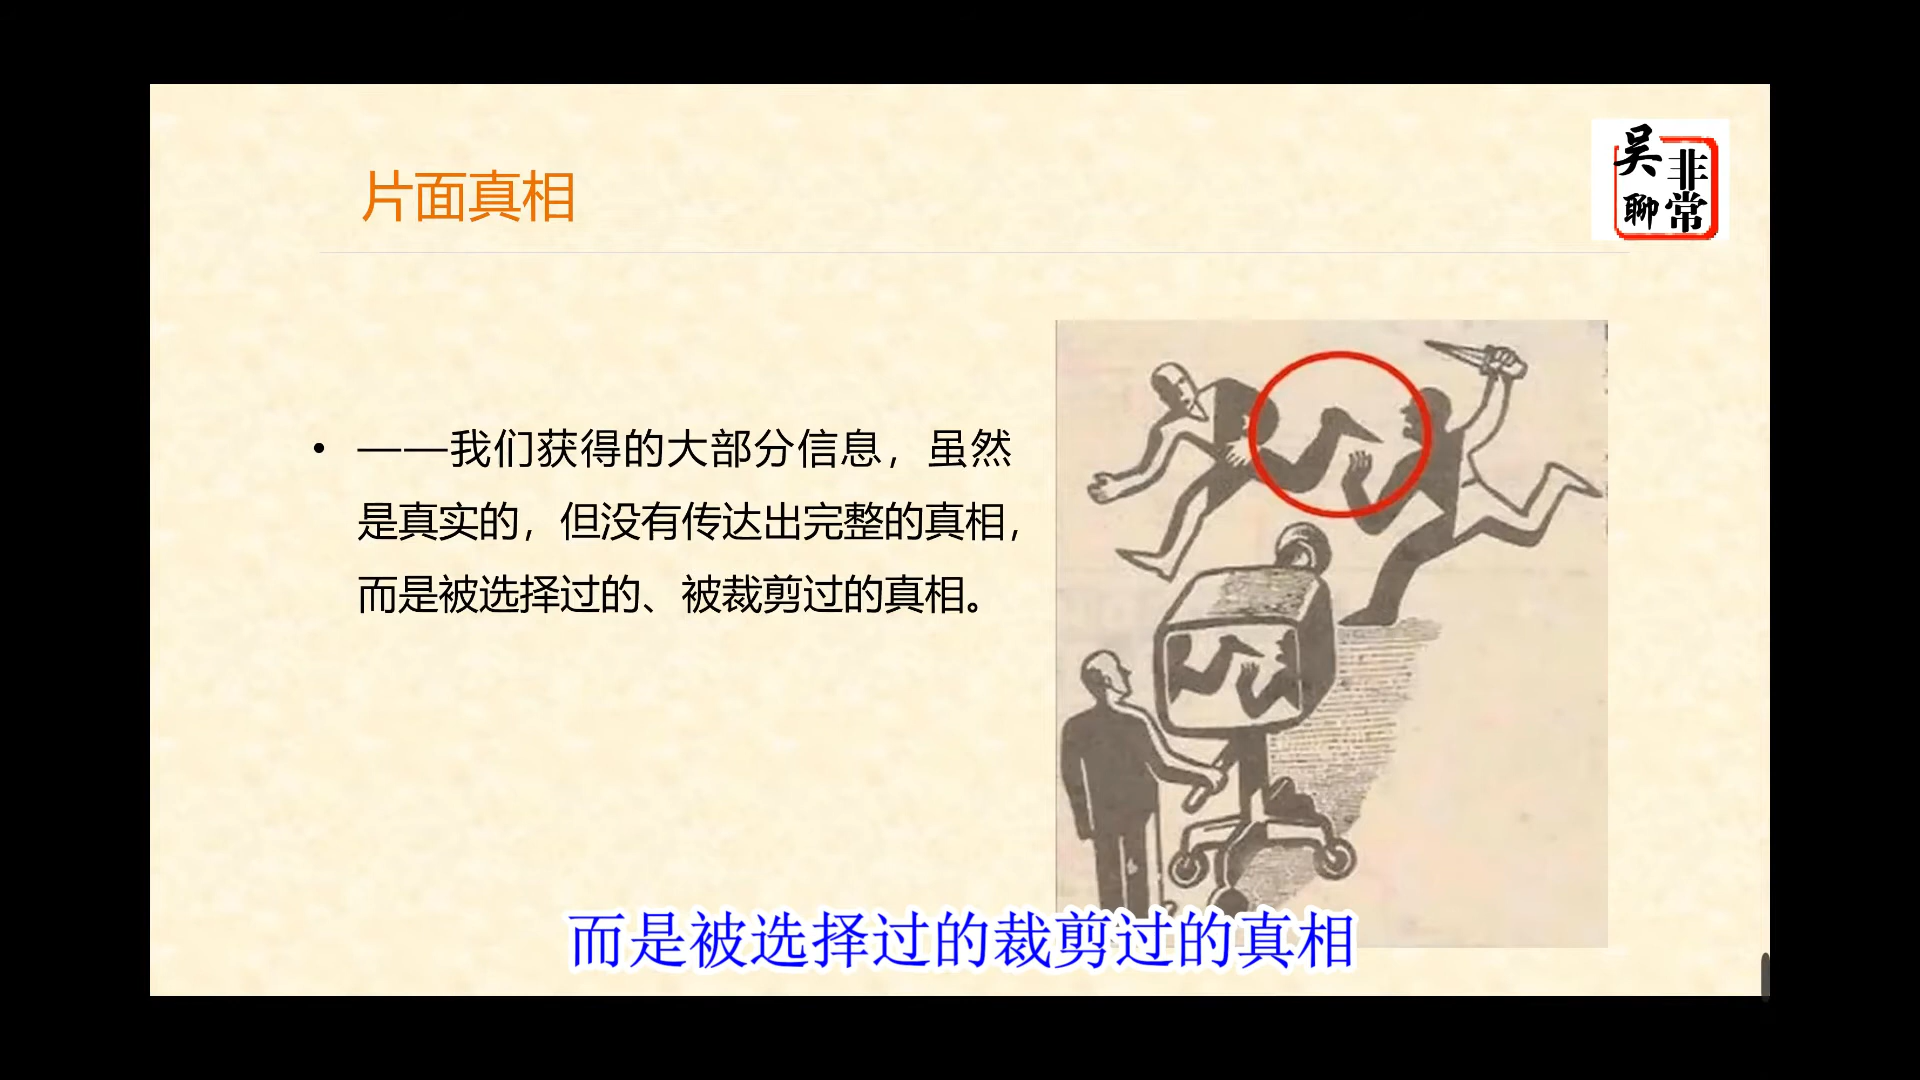 片面真相
吴聊
非常
• ——我们获得的大部分信息，虽然
是真实的，但没有传达出完整的真相，
而是被选择过的、被裁剪过的真相。
而是被选择过的裁剪过的真相